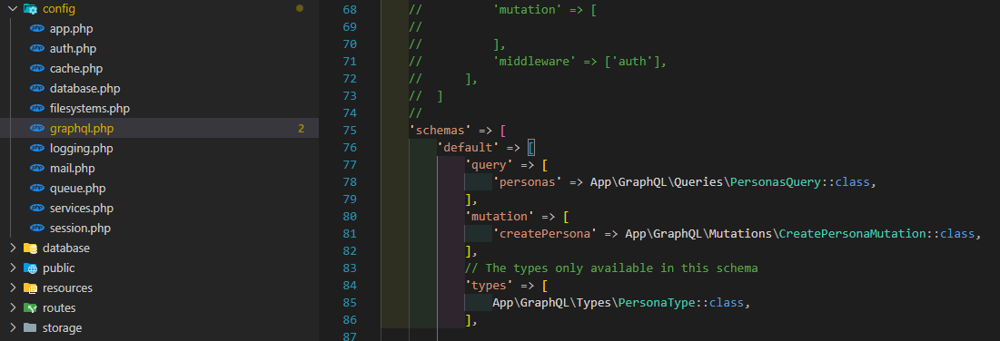 config
app.php
auth.php
cache.php
database.php
filesystems.php
graphql.php 2
logging.php
mail.php
queue.php
services.php
session.php
database
public
resources
routes
storage
68 // 'mutation' => [
69 //
70 // ],
71 // 'middleware' => ['auth'],
72 // ],
73 // ]
74 //
75 'schemas' => [
76 'default' => [
77 'query' => [
78 'personas' => App\GraphQL\Queries\PersonasQuery::class,
79 ],
80 'mutation' => [
81 'createPersona' => App\GraphQL\Mutations\CreatePersonaMutation::class,
82 ],
83 // The types only available in this schema
84 'types' => [
85 App\GraphQL\Types\PersonaType::class,
86 ],
87